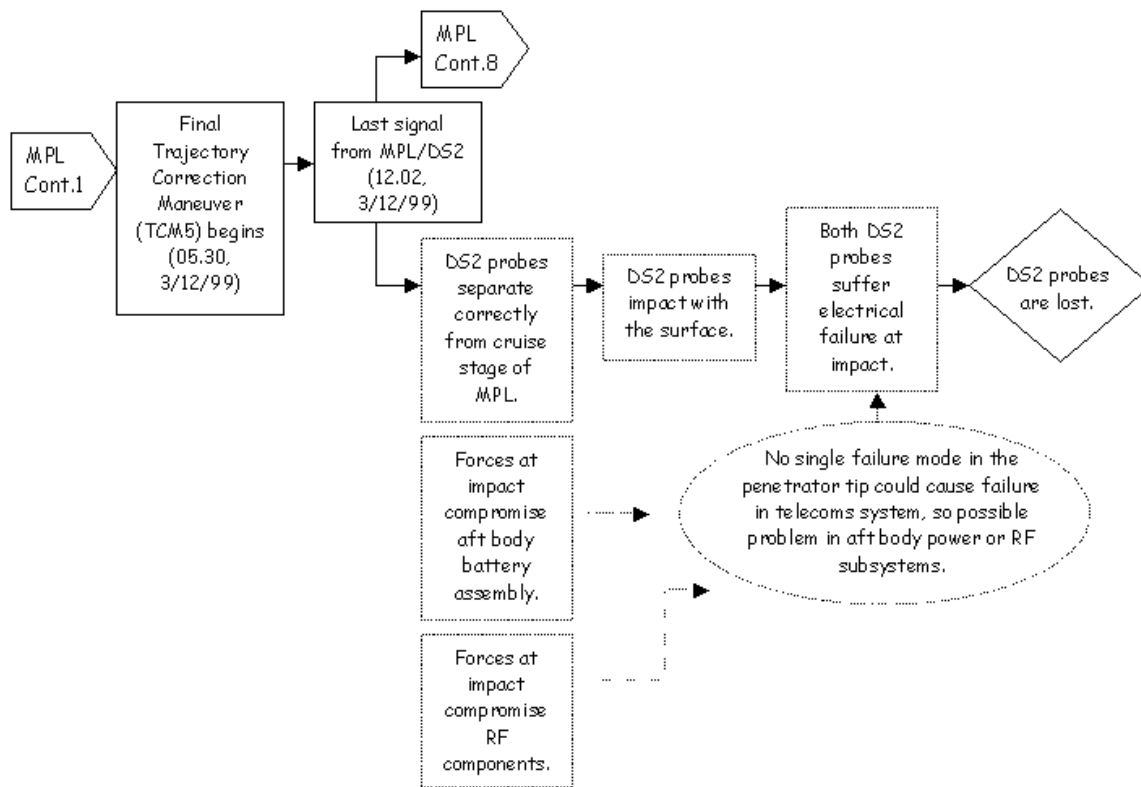 MPL
Cont.8
MPL
Cont.1
Final
Trajectory
Correction
Maneuver
(TCM5) begins
(05.30,
3/12/99)
Last signal
from MPL/DS2
(12.02,
3/12/99)
DS2 probes
separate
correctly
from cruise
stage of
MPL.
DS2 probes
impact with
the surface.
Both DS2
probes
suffer
electrical
failure at
impact.
DS2 probes
are lost.
Forces at
impact
compromise
aft body
battery
assembly.
No single failure mode in the
penetrator tip could cause failure
in telecoms system, so possible
problem in aft body power or RF
subsystems.
Forces at
impact
compromise
RF
components.